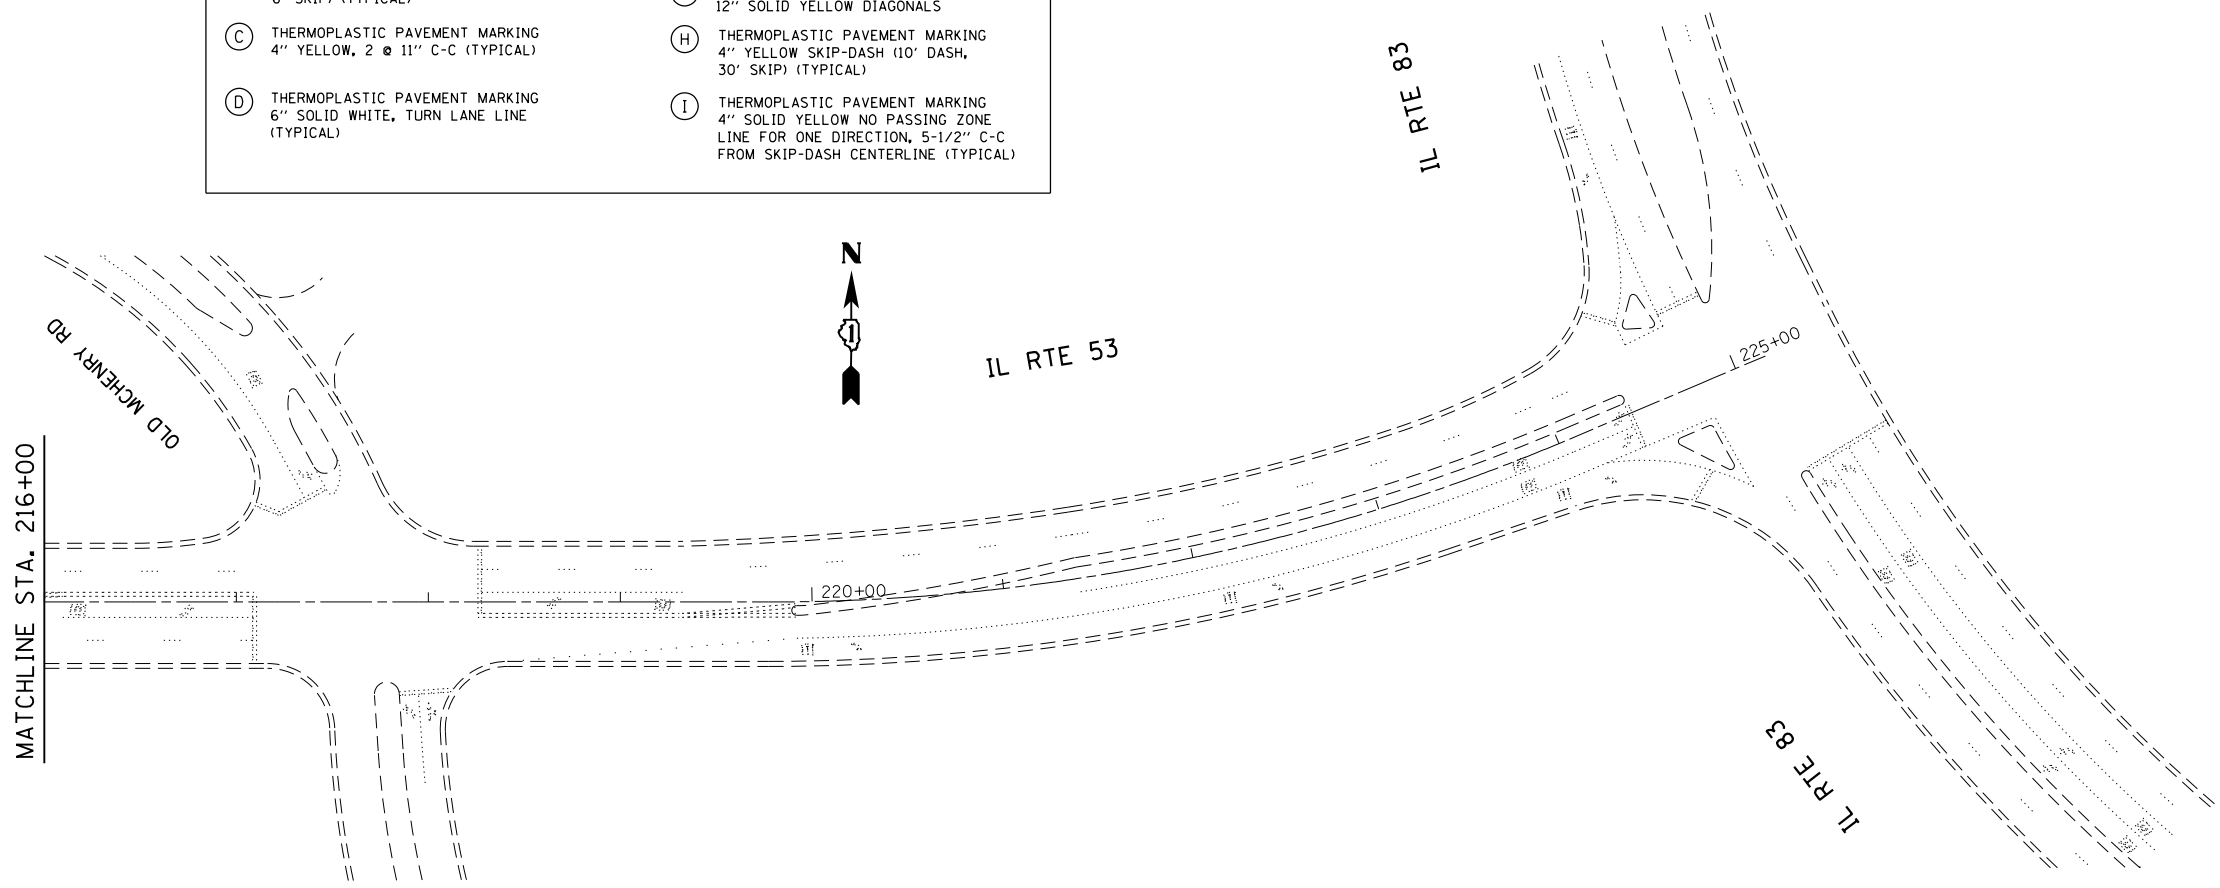 12" SOLID YELLOW DIAGONALS
C THERMOPLASTIC PAVEMENT MARKING
4" YELLOW, 2 @ 11" C-C (TYPICAL)
D THERMOPLASTIC PAVEMENT MARKING
6" SOLID WHITE, TURN LANE LINE
(TYPICAL)
H THERMOPLASTIC PAVEMENT MARKING
4" YELLOW SKIP-DASH (10' DASH,
30' SKIP) (TYPICAL)
I THERMOPLASTIC PAVEMENT MARKING
4" SOLID YELLOW NO PASSING ZONE
LINE FOR ONE DIRECTION, 5-1/2" C-C
FROM SKIP-DASH CENTERLINE (TYPICAL)
IL RTE 83
N
1
IL RTE 53
225+00
OLD MCHENRY RD
MATCHLINE STA. 216+00
220+00
IL RTE 83